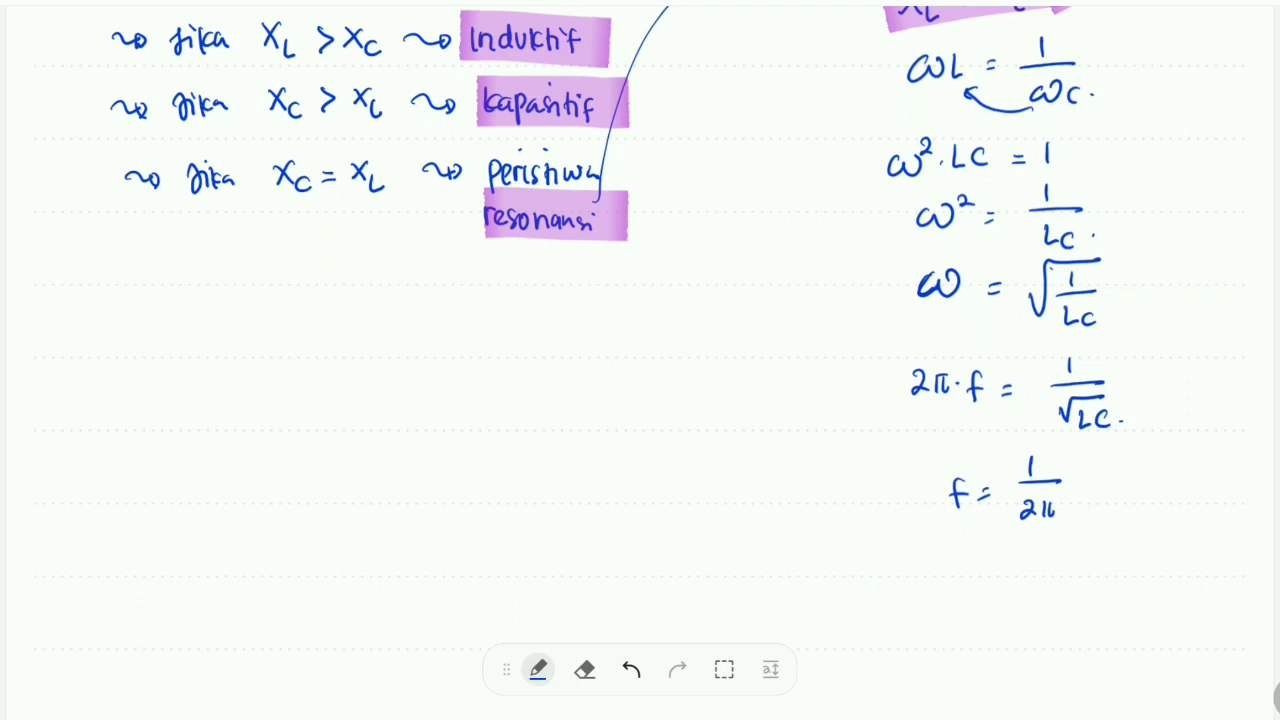 ~> jika X_L > X_C ~> Induktif
~> jika X_C > X_L ~> kapasitif
~> jika X_C = X_L ~> peristiwa
resonansi
ωL = 1/ωC.
ω². LC = 1
ω² = 1/LC.
ω = √(1/LC)
2π. f = 1/√LC.
f = 1/2π